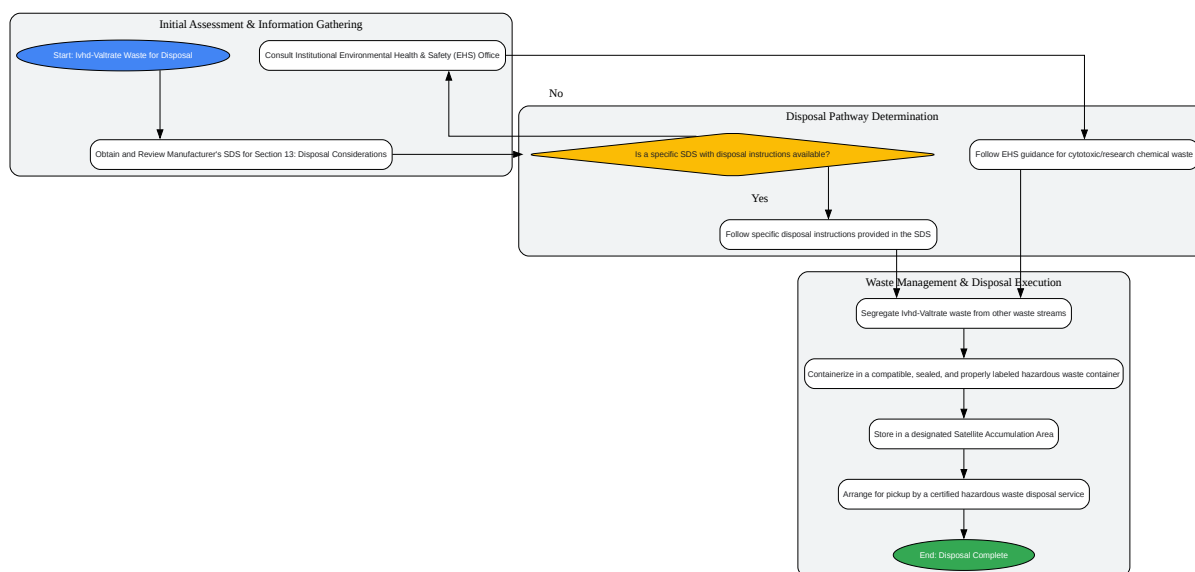 Initial Assessment & Information Gathering
Start: Ivhd-Valtrate Waste for Disposal
Consult Institutional Environmental Health & Safety (EHS) Office
Obtain and Review Manufacturer's SDS for Section 13: Disposal Considerations
No
Disposal Pathway Determination
Is a specific SDS with disposal instructions available?
Follow EHS guidance for cytotoxic/research chemical waste
Yes
Follow specific disposal instructions provided in the SDS
Waste Management & Disposal Execution
Segregate Ivhd-Valtrate waste from other waste streams
Containerize in a compatible, sealed, and properly labeled hazardous waste container
Store in a designated Satellite Accumulation Area
Arrange for pickup by a certified hazardous waste disposal service
End: Disposal Complete